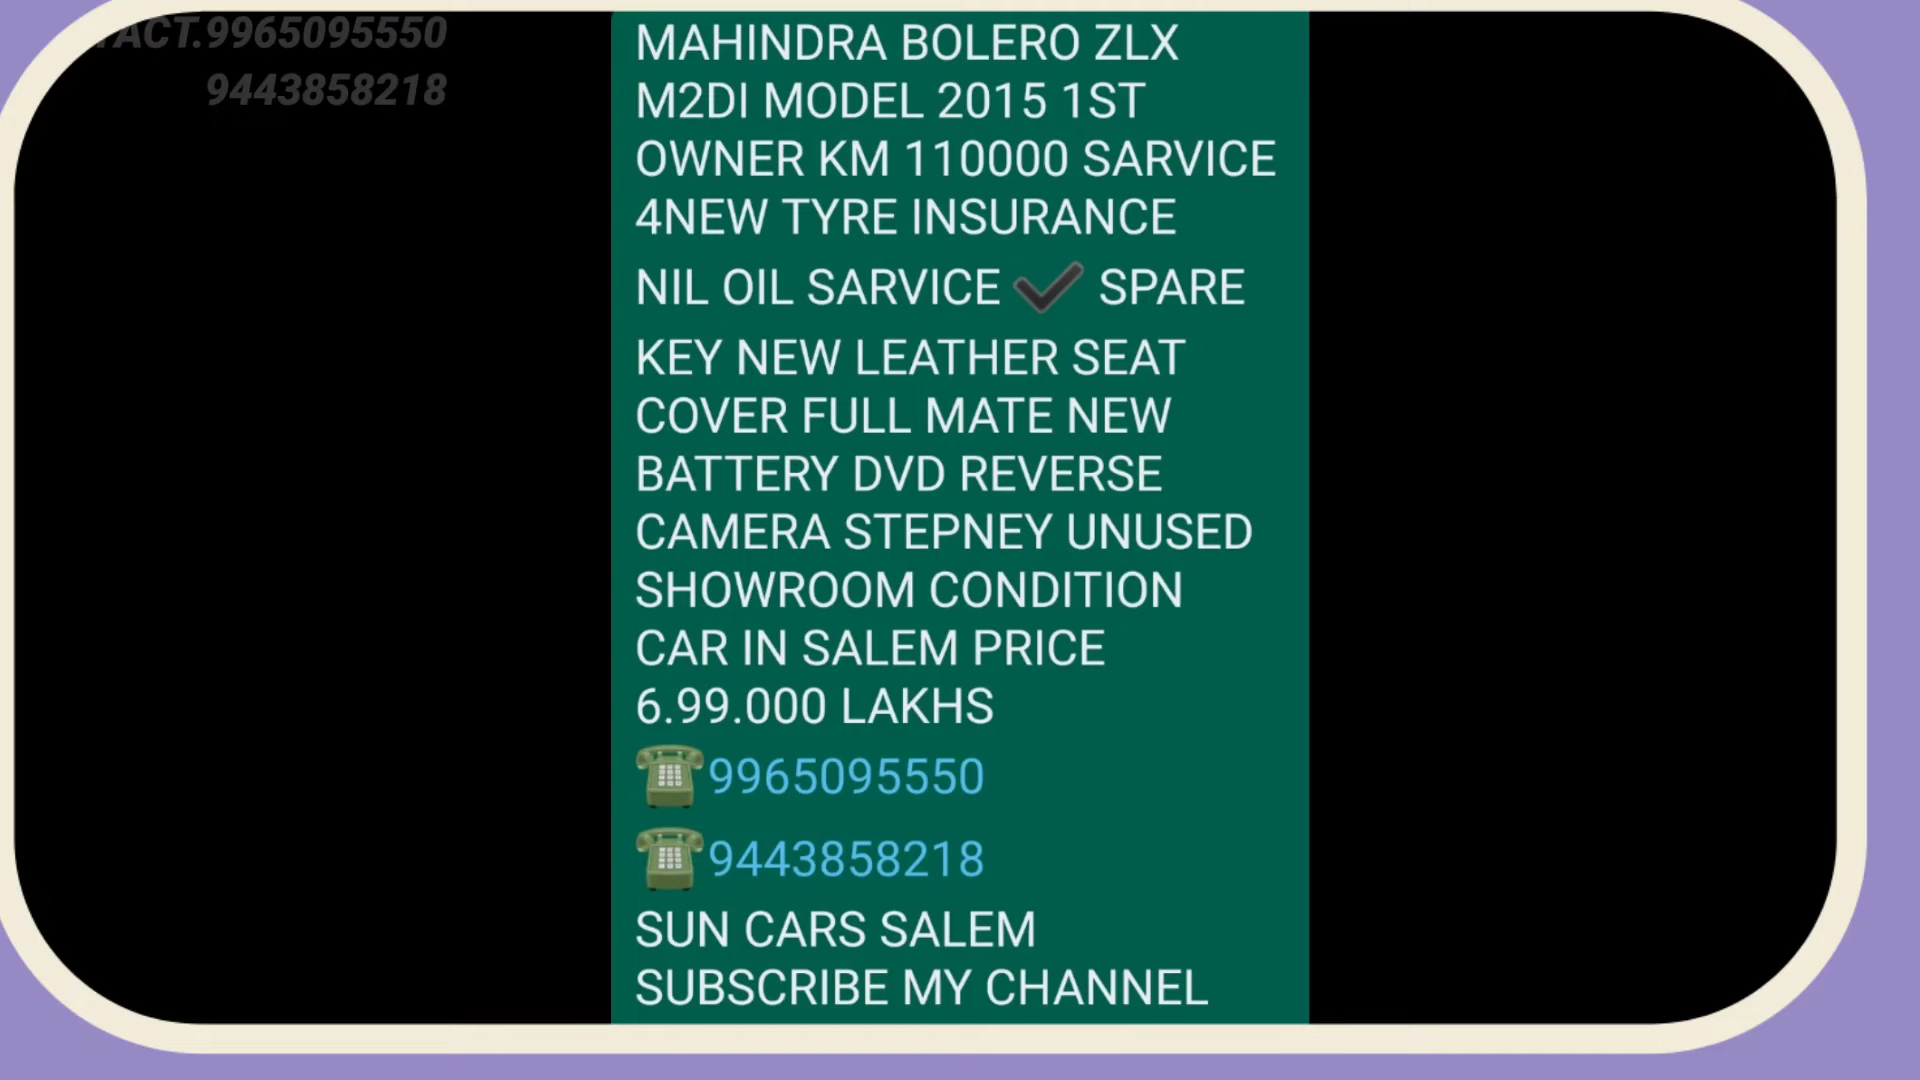 TACT.9965095550
9443858218
MAHINDRA BOLERO ZLX
M2DI MODEL 2015 1ST
OWNER KM 110000 SARVICE
4NEW TYRE INSURANCE
NIL OIL SARVICE ✔️ SPARE
KEY NEW LEATHER SEAT
COVER FULL MATE NEW
BATTERY DVD REVERSE
CAMERA STEPNEY UNUSED
SHOWROOM CONDITION
CAR IN SALEM PRICE
6.99.000 LAKHS
☎️9965095550
☎️9443858218
SUN CARS SALEM
SUBSCRIBE MY CHANNEL